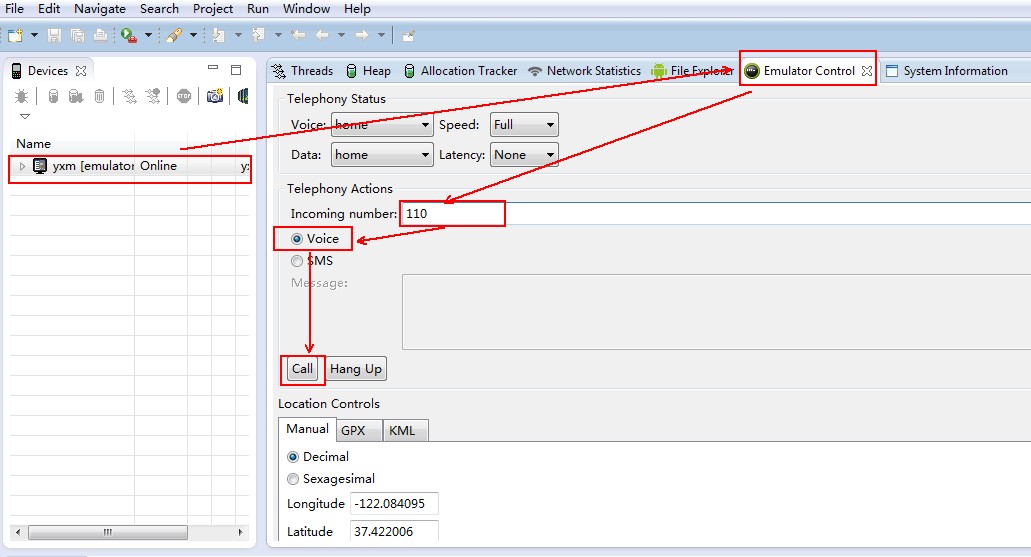 File Edit Navigate Search Project Run Window Help
Devices
Name
yxm [emulator Online
Threads Heap Allocation Tracker Network Statistics File Explorer Emulator Control System Information
Telephony Status
Voice: home Speed: Full
Data: home Latency: None
Telephony Actions
Incoming number: 110
Voice
SMS
Message:
Call Hang Up
Location Controls
Manual GPX KML
Decimal
Sexagesimal
Longitude -122.084095
Latitude 37.422006